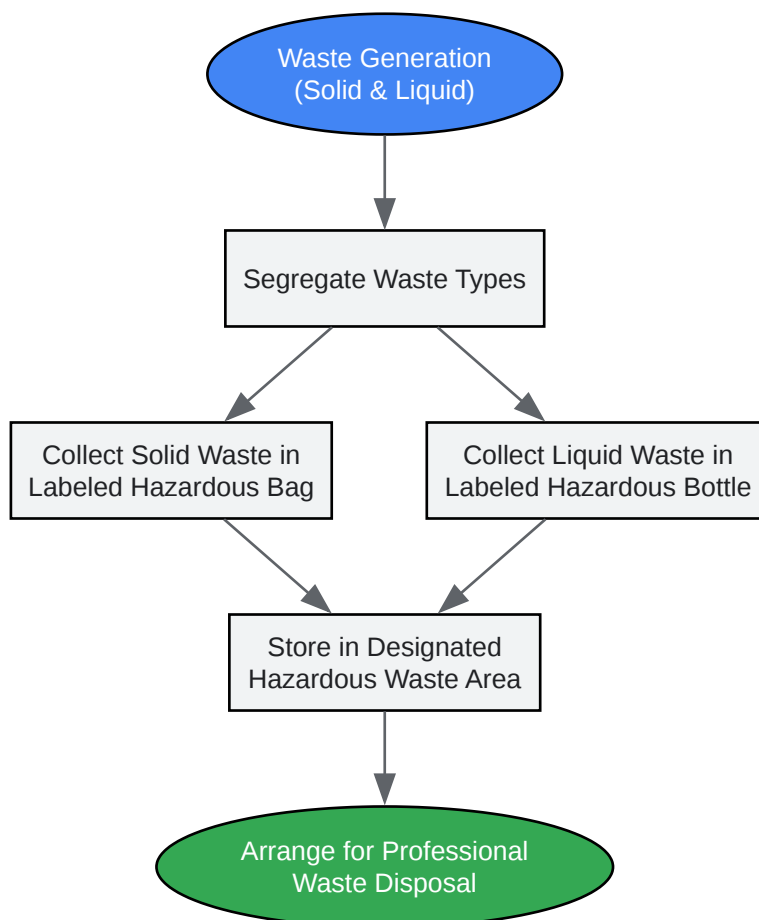 Waste Generation
(Solid & Liquid)
Segregate Waste Types
Collect Solid Waste in
Labeled Hazardous Bag
Collect Liquid Waste in
Labeled Hazardous Bottle
Store in Designated
Hazardous Waste Area
Arrange for Professional
Waste Disposal